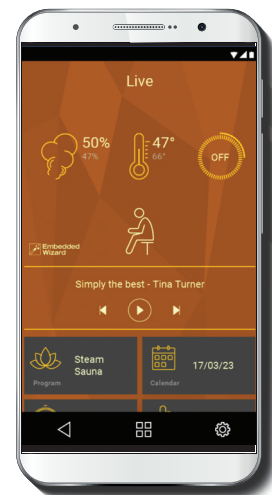 Live
50%
47%
47°
66°
OFF
Embedded
Wizard
Simply the best - Tina Turner
Steam
Sauna
Program
17/03/23
Calendar